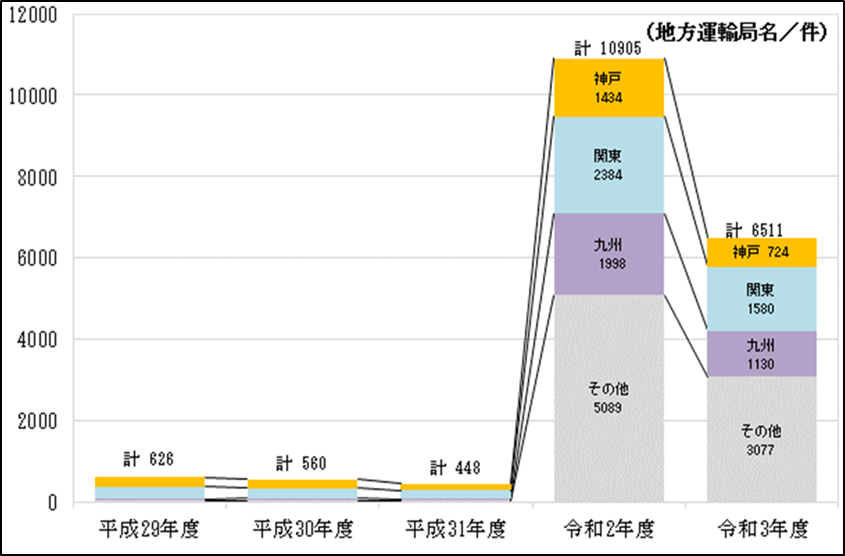 12000
(地方運輸局名／件)
計 10905
神戸
1434
10000
関東
2384
8000
九州
1998
計 6511
神戸 724
6000
関東
1580
九州
1130
4000
その他
5089
その他
3077
2000
計 626
計 560
計 448
0
平成29年度 平成30年度 平成31年度 令和2年度 令和3年度